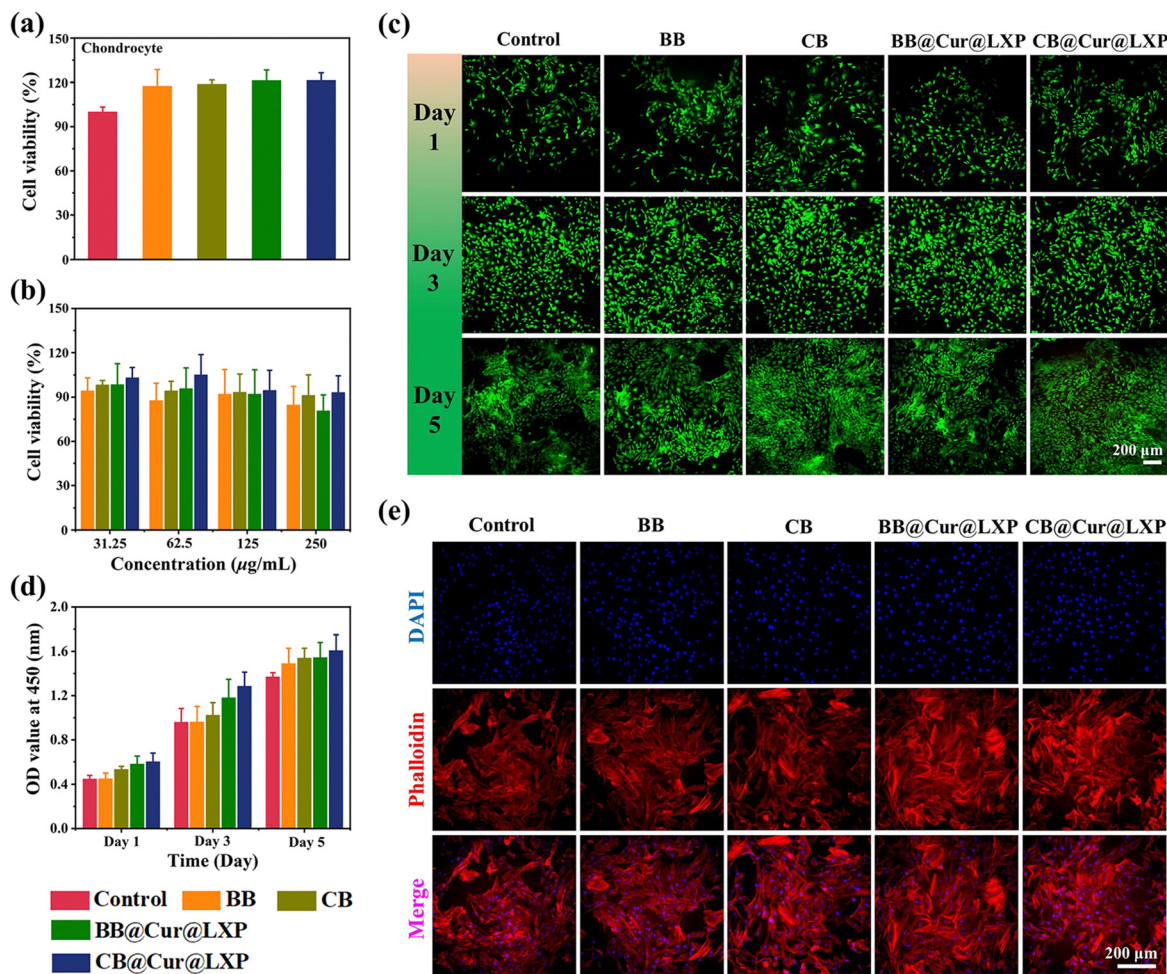 (a)
Chondrocyte
Cell viability (%)
150
120
90
60
30
0
(b)
Cell viability (%)
150
120
90
60
30
0
31.25 62.5 125 250
Concentration (μg/mL)
(d)
OD value at 450 (nm)
2.0
1.6
1.2
0.8
0.4
0.0
Day 1 Day 3 Day 5
Time (Day)
Control BB CB
BB@Cur@LXP
CB@Cur@LXP
(c)
Control BB CB BB@Cur@LXP CB@Cur@LXP
Day
1
Day
3
Day
5
200 μm
(e)
Control BB CB BB@Cur@LXP CB@Cur@LXP
DAPI
Phalloidin
Merge
200 μm